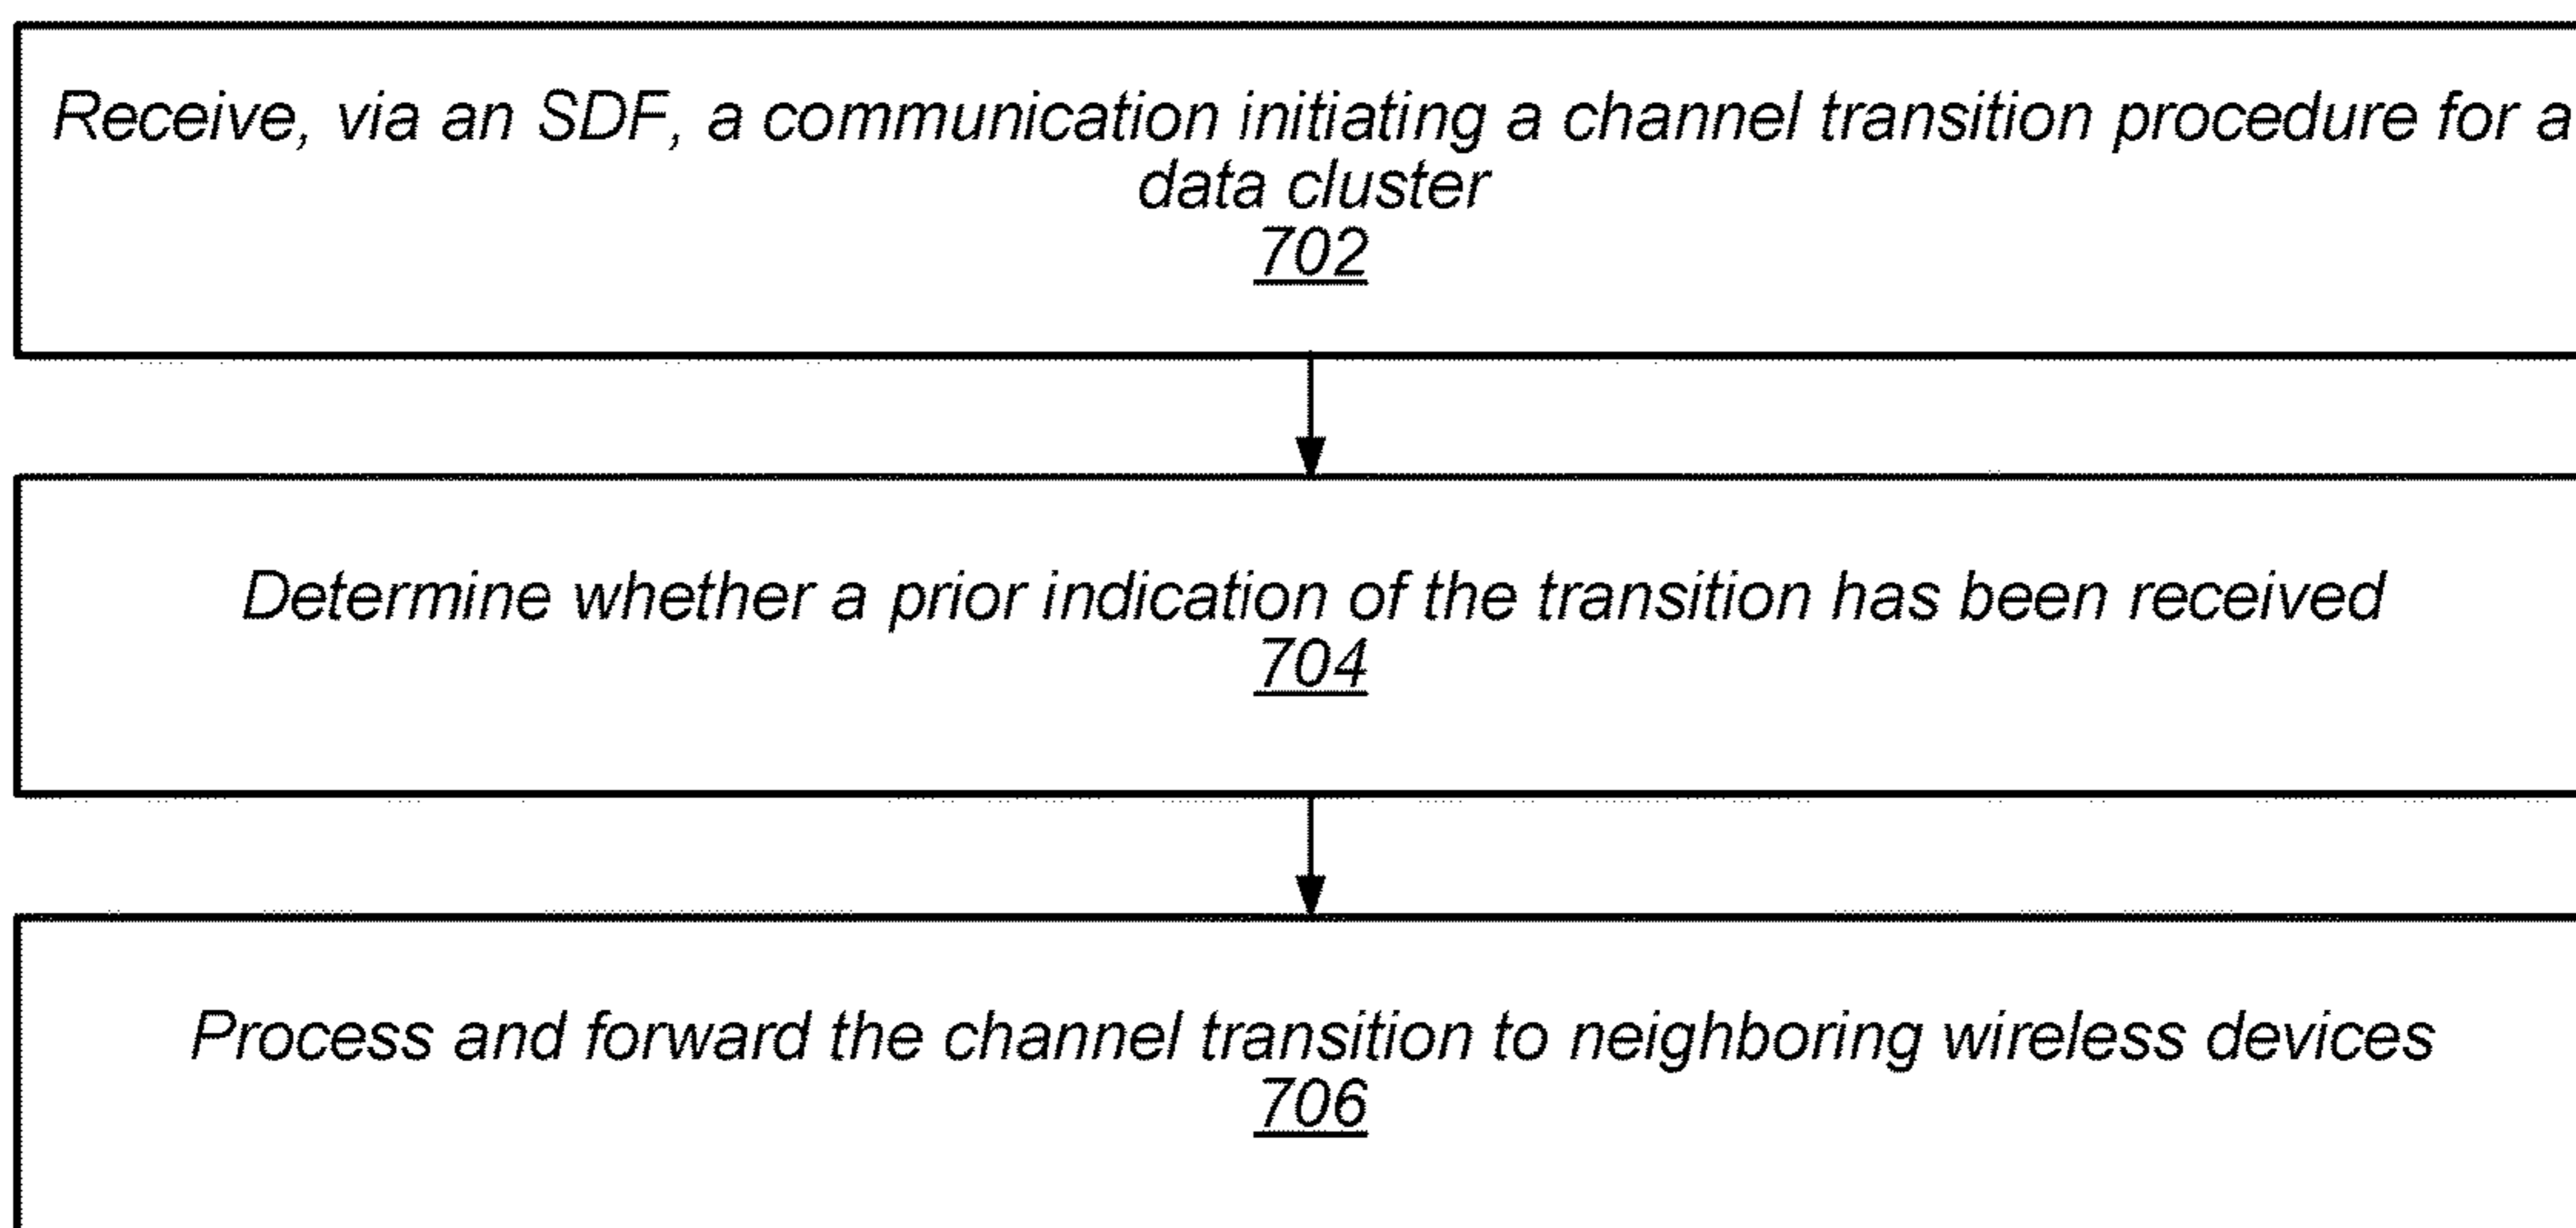 Receive, via an SDF, a communication initiating a channel transition procedure for a
data cluster
702
Determine whether a prior indication of the transition has been received
704
Process and forward the channel transition to neighboring wireless devices
706